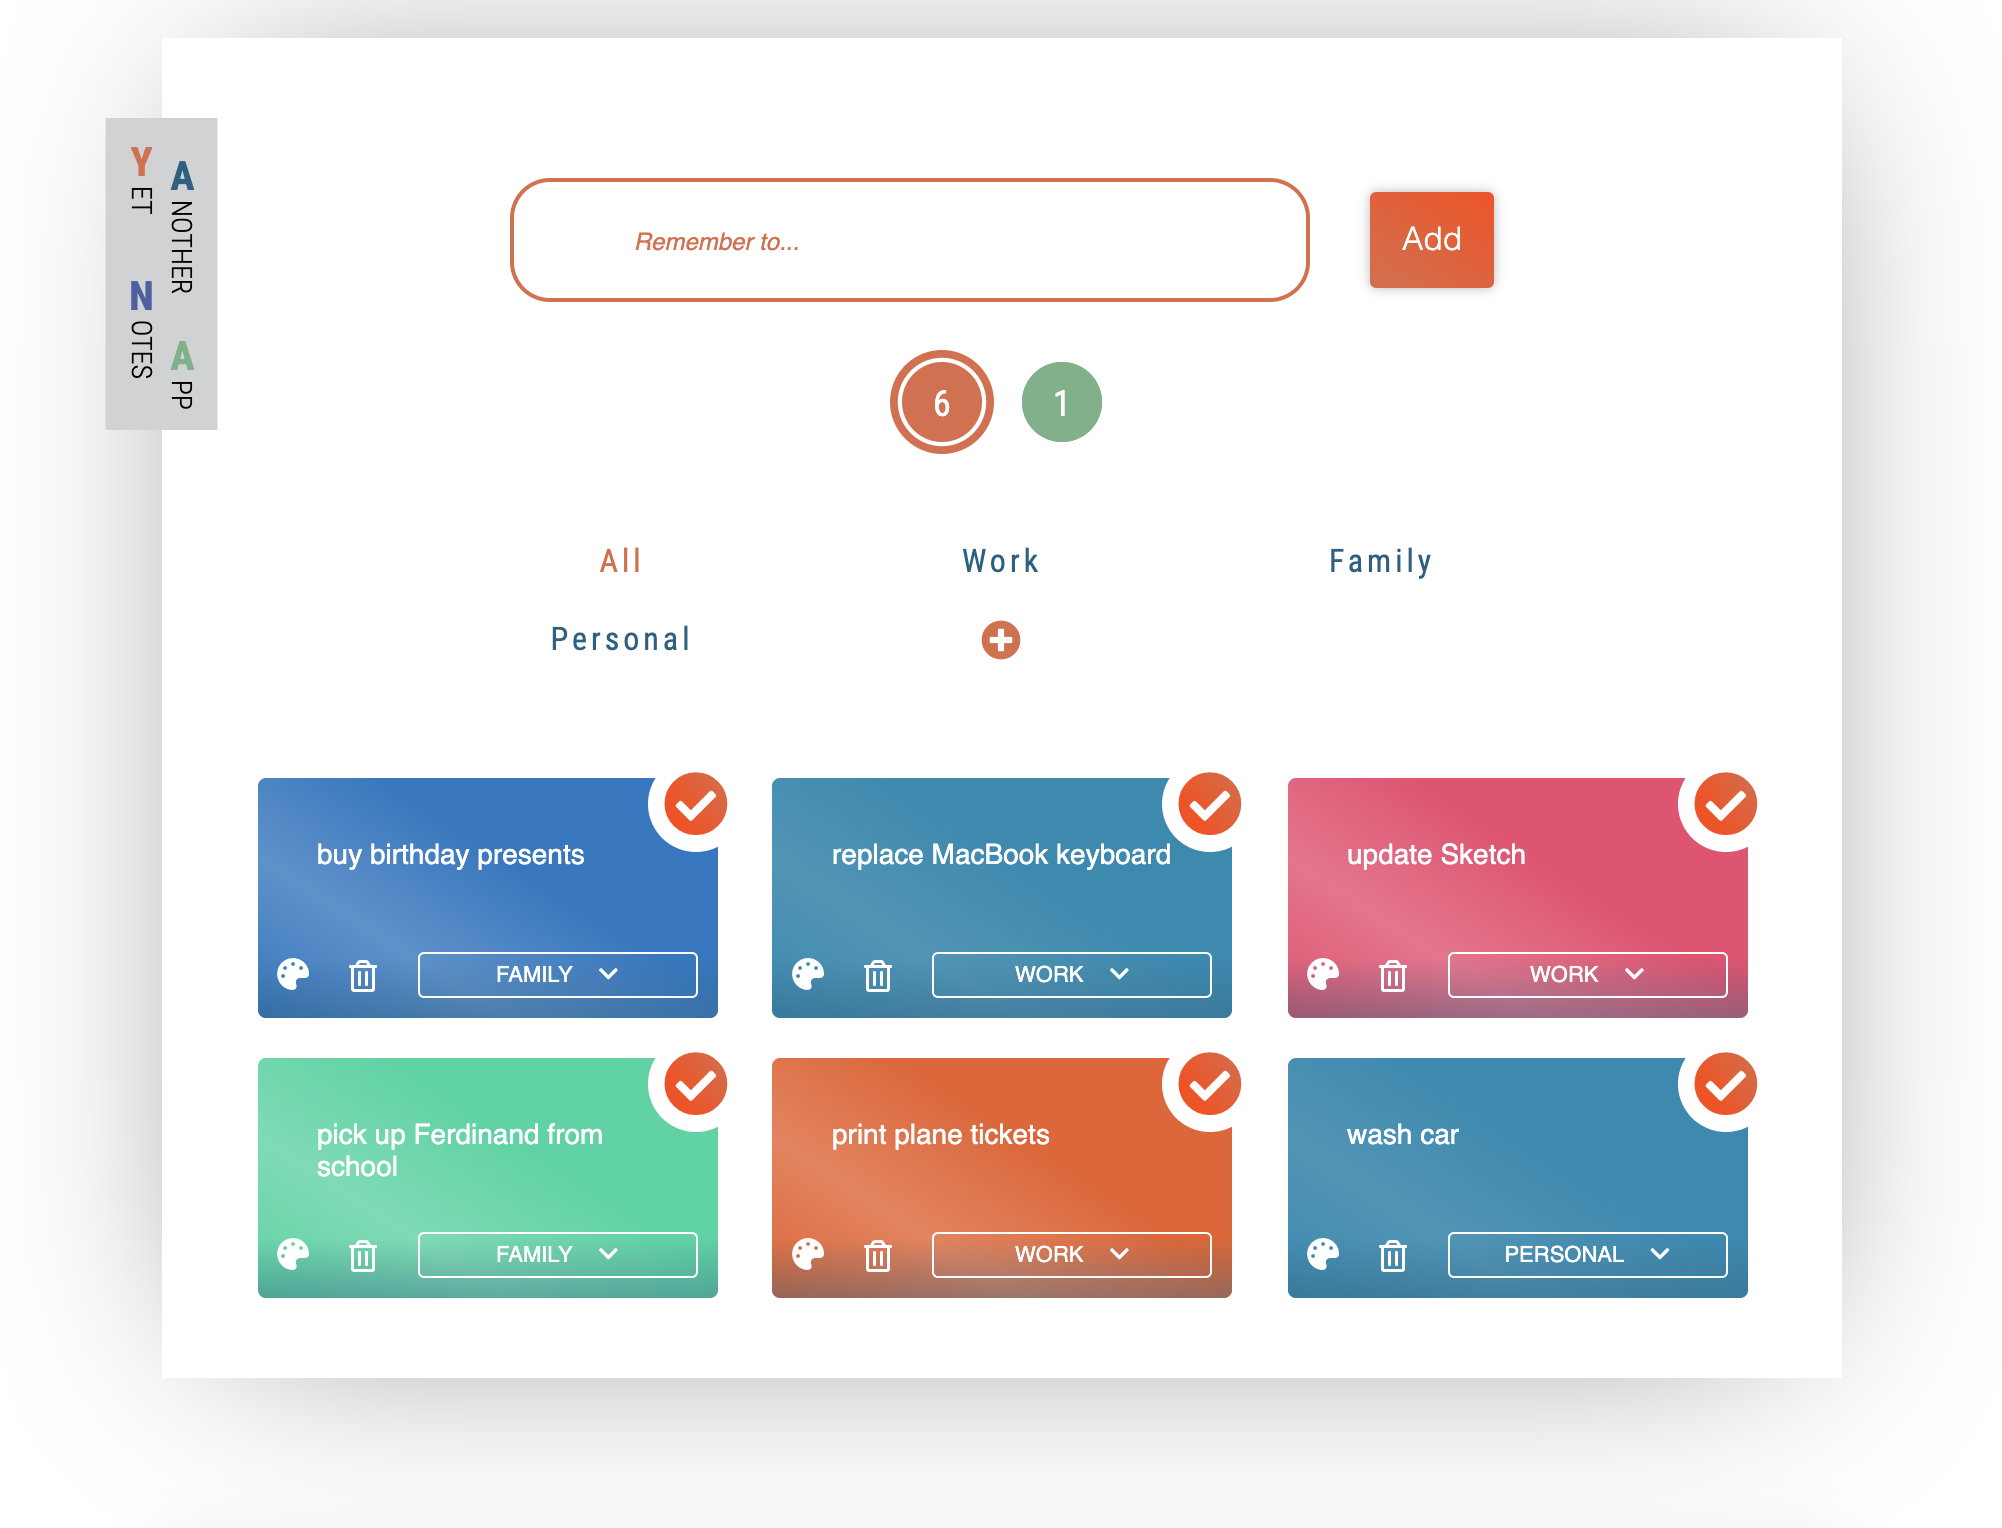 YET ANOTHER
NOTES APP
Remember to...
Add
6
1
All
Work
Family
Personal
buy birthday presents
FAMILY
replace MacBook keyboard
WORK
update Sketch
WORK
pick up Ferdinand from
school
FAMILY
print plane tickets
WORK
wash car
PERSONAL